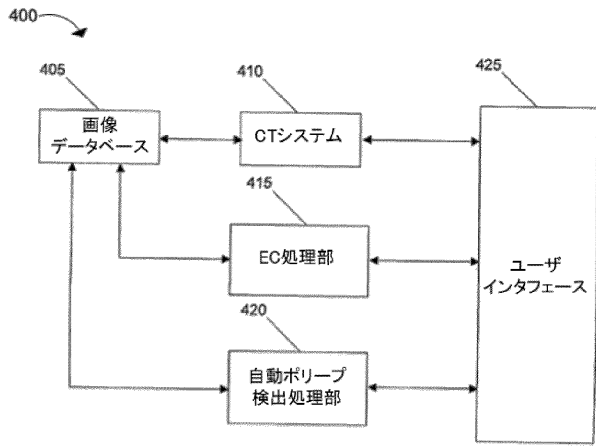 400
405
画像
データベース
410
CTシステム
425
ユーザ
インタフェース
415
EC処理部
420
自動ポリープ
検出処理部